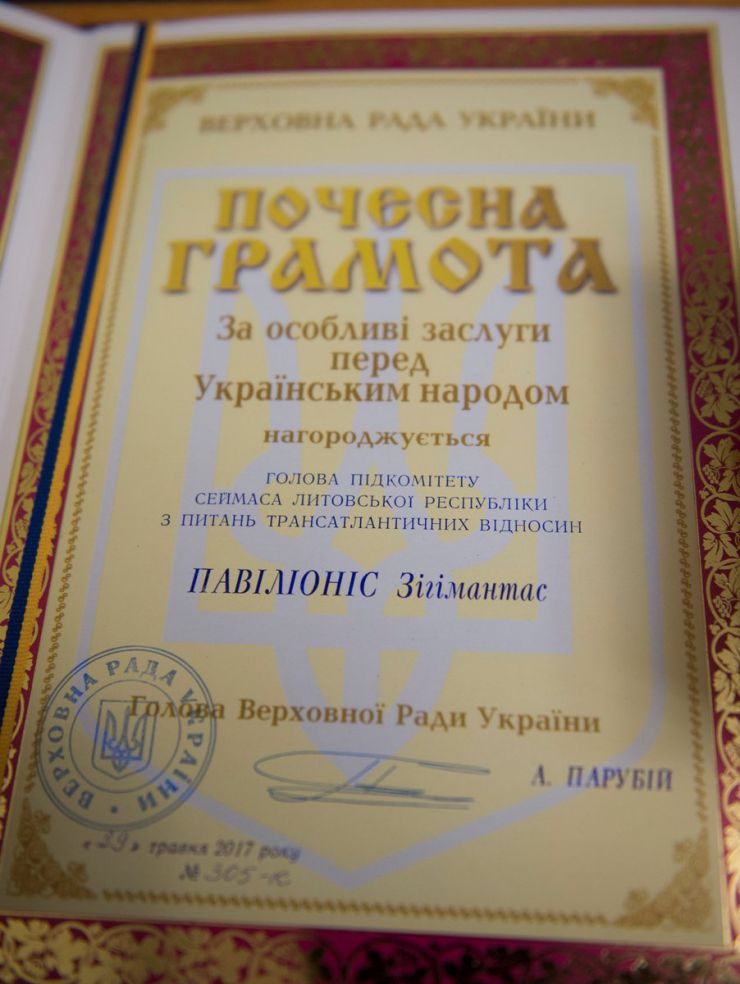 ВЕРХОВНА РАДА УКРАЇНИ
ПОЧЕСНА
ГРАМОТА
За особливі заслуги
перед
Українським народом
нагороджується
ГОЛОВА ПІДКОМІТЕТУ
СЕЙМАСА ЛИТОВСЬКОЇ РЕСПУБЛІКИ
З ПИТАНЬ ТРАНСАТЛАНТИЧНИХ ВІДНОСИН
ПАВІЛІОНІС Зігімантас
ВЕРХОВНА РАДА УКРАЇНИ
Голова Верховної Ради України
А. ПАРУБІЙ
«29» травня 2017 року
№ 305-к